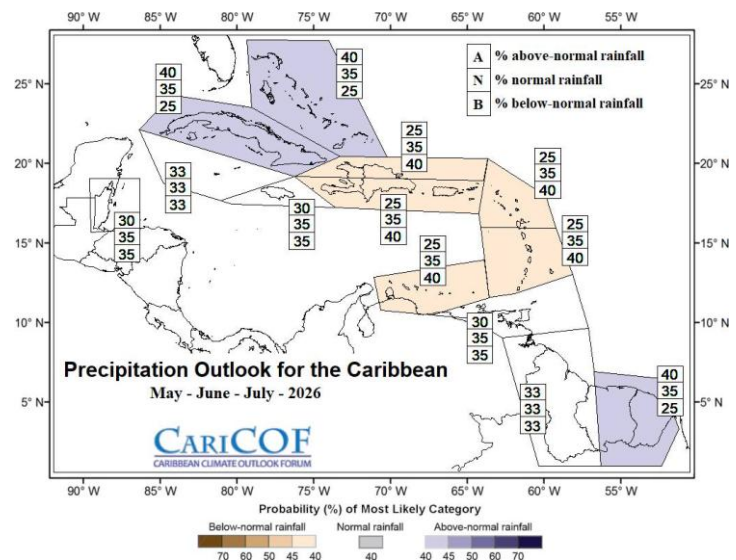 90° W 85° W 80° W 75° W 70° W 65° W 60° W 55° W
25° N
20° N
15° N
10° N
5° N
25° N
20° N
15° N
10° N
5° N
A % above-normal rainfall
N % normal rainfall
B % below-normal rainfall
40
35
25
40
35
25
25
35
40
25
35
40
33
33
33
30
35
35
30
35
35
25
35
40
25
35
40
25
35
40
30
35
35
33
33
33
40
35
25
Precipitation Outlook for the Caribbean
May - June - July - 2026
CARICOF
CARIBBEAN CLIMATE OUTLOOK FORUM
90° W 85° W 80° W 75° W 70° W 65° W 60° W 55° W
Probability (%) of Most Likely Category
Below-normal rainfall Normal rainfall Above-normal rainfall
70 60 50 45 40 40 40 45 50 60 70